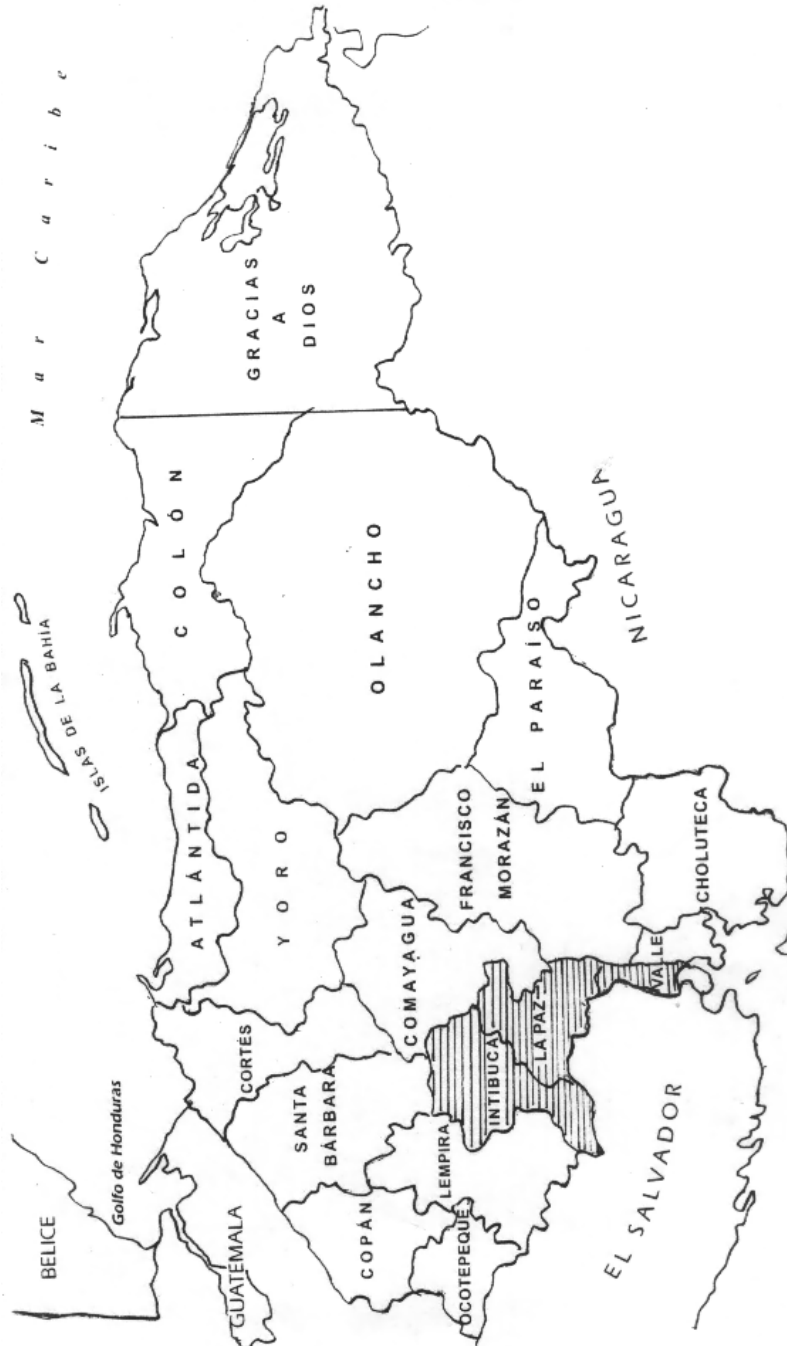 Mar Caribe
BELICE
Golfo de Honduras
GUATEMALA
ISLAS DE LA BAHÍA
ATLÁNTIDA
COLÓN
GRACIAS
A
DIOS
CORTÉS
YORO
SANTA
BÁRBARA
COPÁN
OCOTEPEQUE
LEMPIRA
INTIBUCA
COMAYAGUA
LA PAZ
FRANCISCO
MORAZÁN
OLANCHO
EL PARAÍSO
VALLE
CHOLUTECA
NICARAGUA
EL SALVADOR